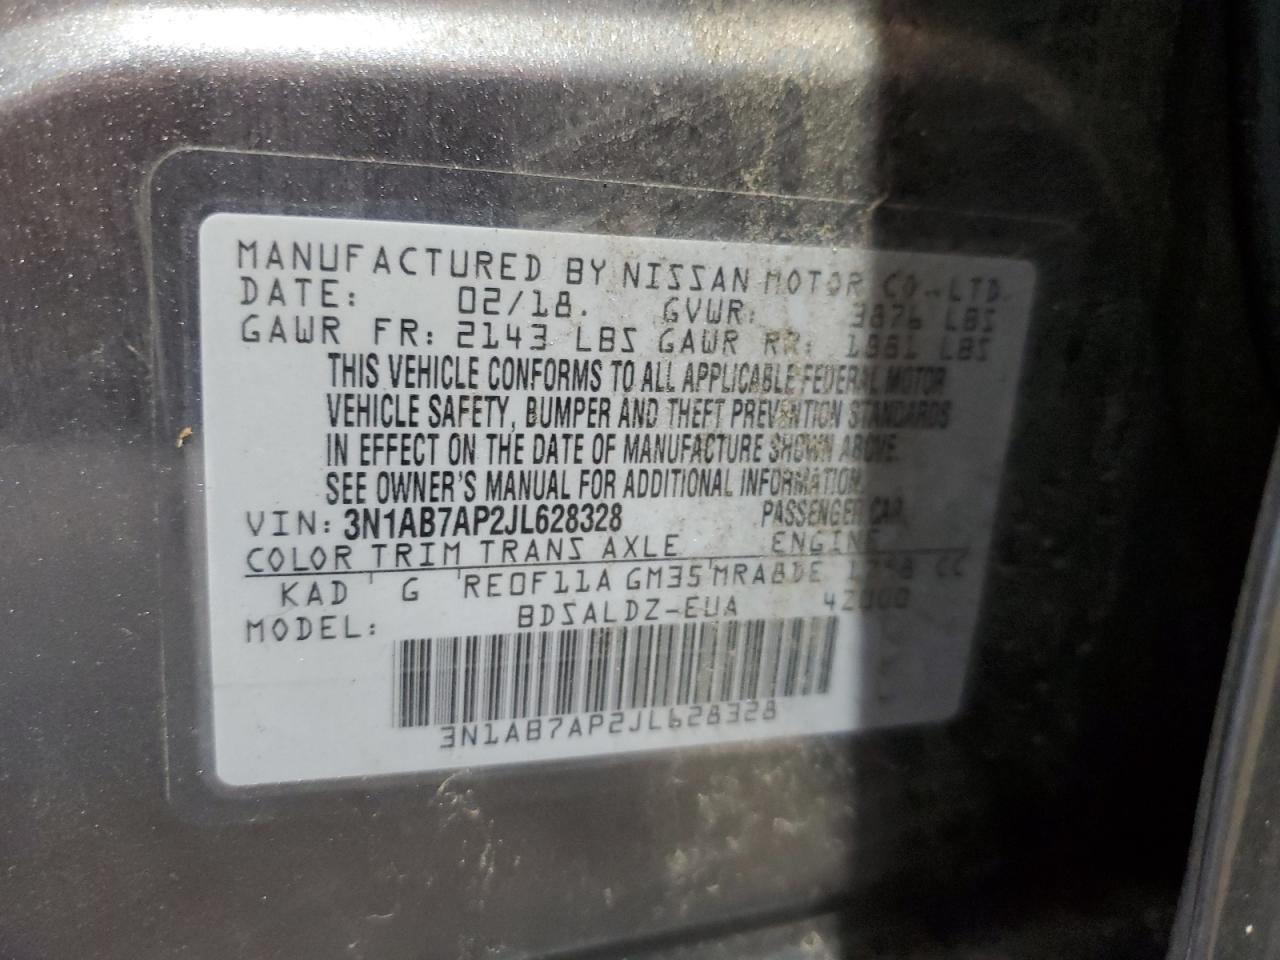 MANUFACTURED BY NISSAN MOTOR CO., LTD.
DATE: 02/18. GVWR: 3876 LBS
GAWR FR: 2143 LBS GAWR RR: 1881 LBS
THIS VEHICLE CONFORMS TO ALL APPLICABLE FEDERAL MOTOR
VEHICLE SAFETY, BUMPER AND THEFT PREVENTION STANDARDS
IN EFFECT ON THE DATE OF MANUFACTURE SHOWN ABOVE.
SEE OWNER'S MANUAL FOR ADDITIONAL INFORMATION.
VIN: 3N1AB7AP2JL628328 PASSENGER CAR
COLOR TRIM TRANS AXLE ENGINE
KAD G RE0F11A GM35 MRA8DE 1798 CC
MODEL: BDSALDZ-EUA 42000
3N1AB7AP2JL628328